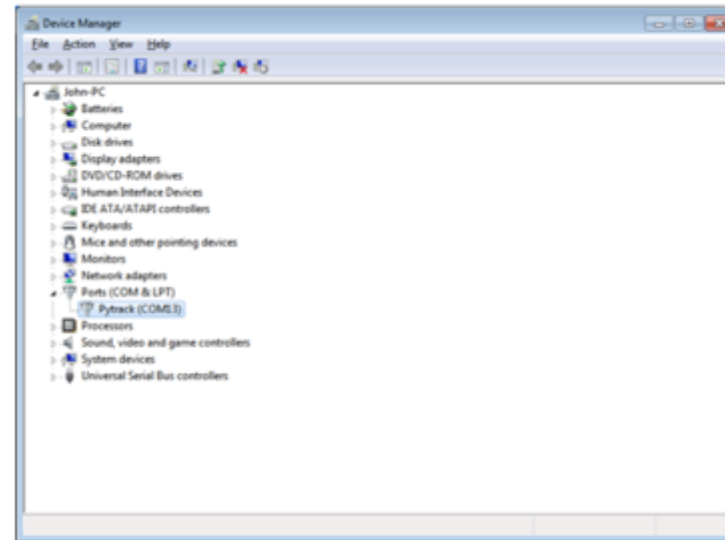 Device Manager
File Action View Help
John-PC
Batteries
Computer
Disk drives
Display adapters
DVD/CD-ROM drives
Human Interface Devices
IDE ATA/ATAPI controllers
Keyboards
Mice and other pointing devices
Monitors
Network adapters
Ports (COM & LPT)
Pytrack (COM13)
Processors
Sound, video and game controllers
System devices
Universal Serial Bus controllers